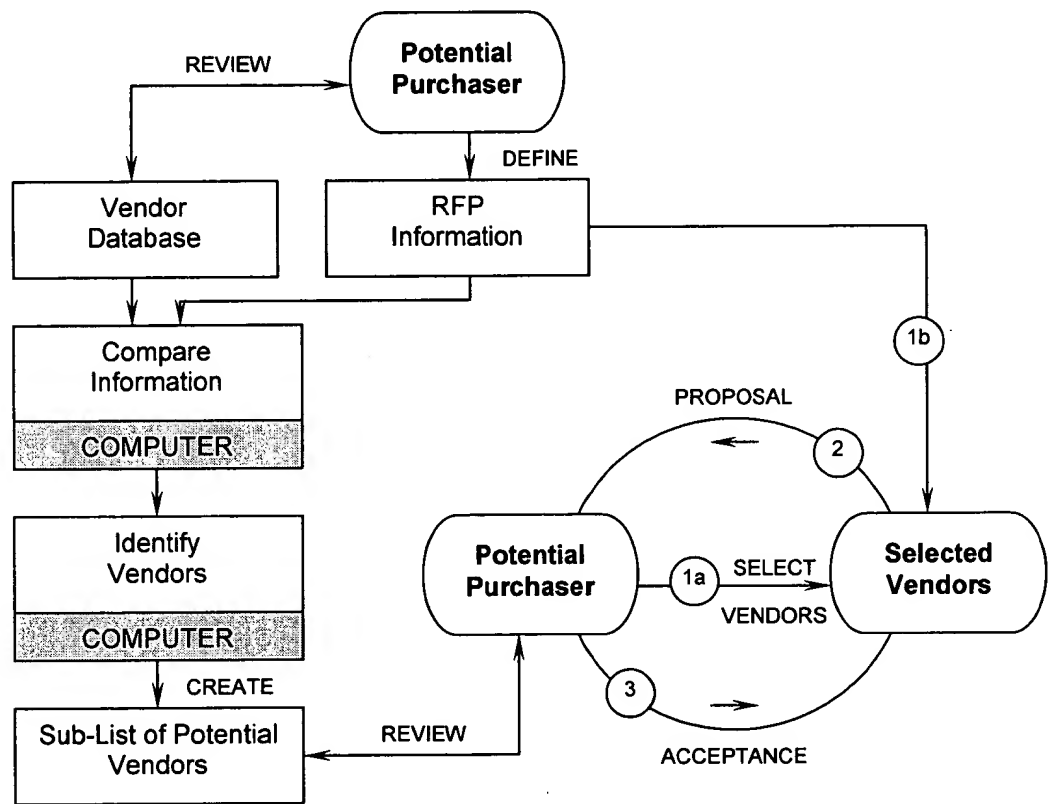 Potential
Purchaser
REVIEW
DEFINE
Vendor
Database
RFP
Information
Compare
Information
COMPUTER
1b
PROPOSAL
2
Identify
Vendors
COMPUTER
Potential
Purchaser
1a
SELECT
VENDORS
Selected
Vendors
CREATE
3
Sub-List of Potential
Vendors
REVIEW
ACCEPTANCE